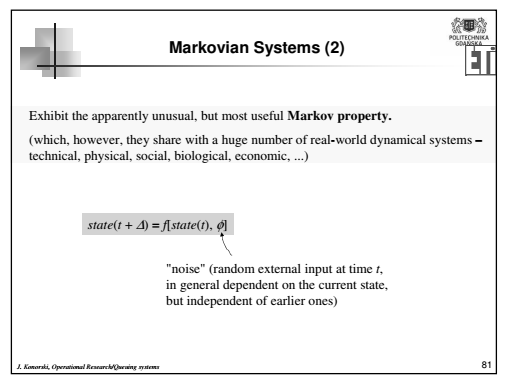 Markovian Systems (2)
POLITECHNIKA
GDAŃSKA
ETI
Exhibit the apparently unusual, but most useful Markov property.
(which, however, they share with a huge number of real-world dynamical systems –
technical, physical, social, biological, economic, ...)
state(t + Δ) = f[state(t), ϕ]
"noise" (random external input at time t,
in general dependent on the current state,
but independent of earlier ones)
J. Konorski, Operational Research/Queuing systems
81